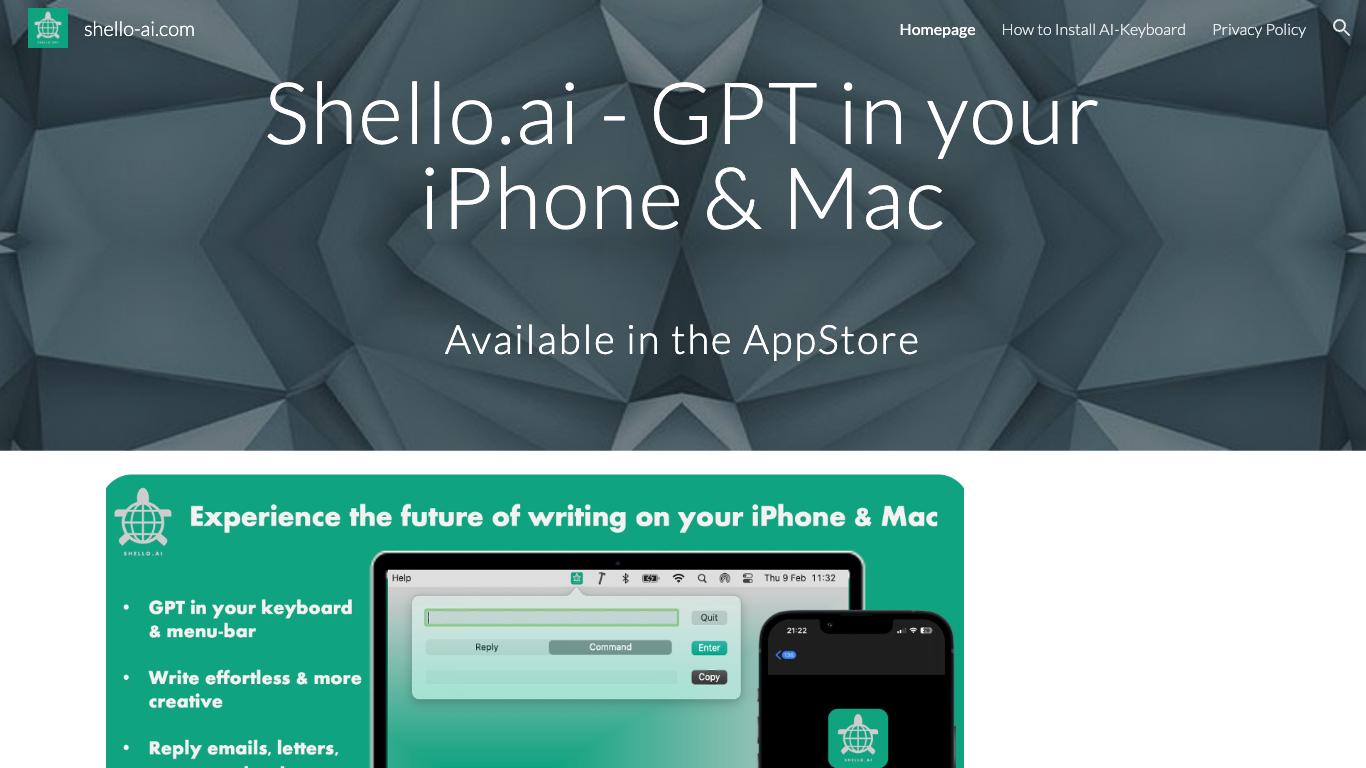 shello-ai.com
Homepage
How to Install AI-Keyboard
Privacy Policy
Shello.ai - GPT in your
iPhone & Mac
Available in the AppStore
Experience the future of writing on your iPhone & Mac
SHELLO.AI
• GPT in your keyboard
& menu-bar
• Write effortless & more
creative
• Reply emails, letters,
Help
Thu 9 Feb 11:32
Quit
Reply
Command
Enter
Copy
21:22
SHELLO.AI